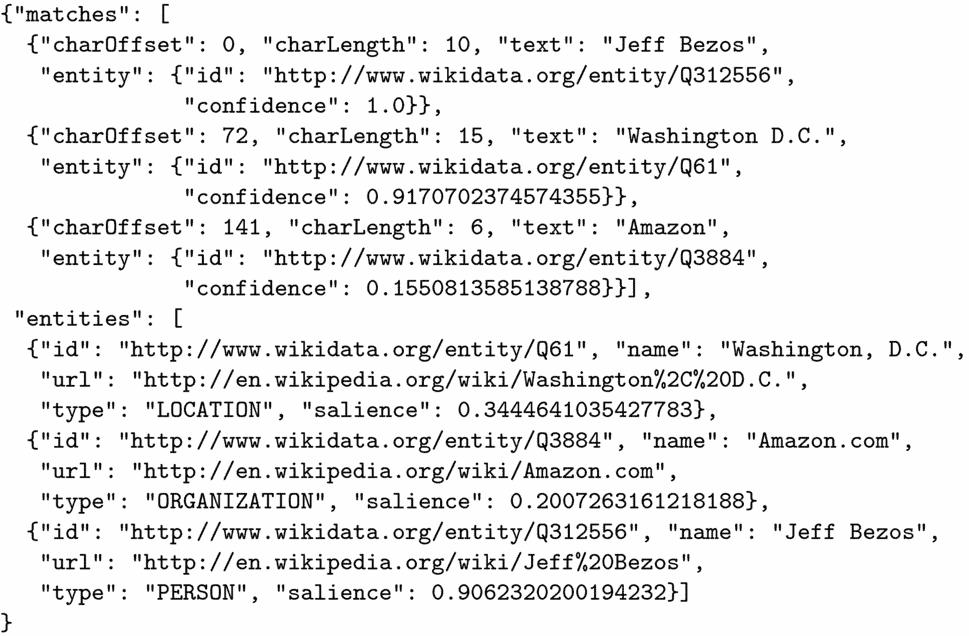 {"matches": [
  {"charOffset": 0, "charLength": 10, "text": "Jeff Bezos",
   "entity": {"id": "http://www.wikidata.org/entity/Q312556",
              "confidence": 1.0}},
  {"charOffset": 72, "charLength": 15, "text": "Washington D.C.",
   "entity": {"id": "http://www.wikidata.org/entity/Q61",
              "confidence": 0.9170702374574355}},
  {"charOffset": 141, "charLength": 6, "text": "Amazon",
   "entity": {"id": "http://www.wikidata.org/entity/Q3884",
              "confidence": 0.1550813585138788}}],
 "entities": [
  {"id": "http://www.wikidata.org/entity/Q61", "name": "Washington, D.C.",
   "url": "http://en.wikipedia.org/wiki/Washington%2C%20D.C.",
   "type": "LOCATION", "salience": 0.3444641035427783},
  {"id": "http://www.wikidata.org/entity/Q3884", "name": "Amazon.com",
   "url": "http://en.wikipedia.org/wiki/Amazon.com",
   "type": "ORGANIZATION", "salience": 0.2007263161218188},
  {"id": "http://www.wikidata.org/entity/Q312556", "name": "Jeff Bezos",
   "url": "http://en.wikipedia.org/wiki/Jeff%20Bezos",
   "type": "PERSON", "salience": 0.9062320200194232}]
}